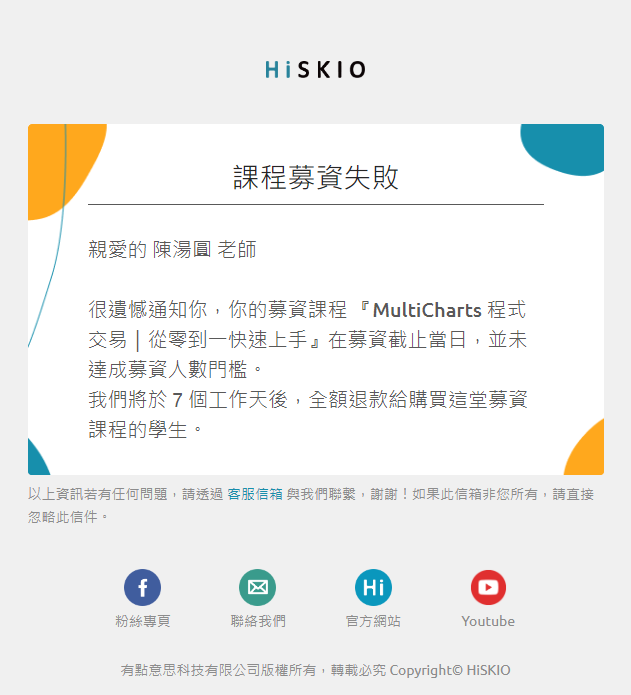 HiSKIO
課程募資失敗
親愛的 陳湯圓 老師
很遺憾通知你，你的募資課程 『MultiCharts 程式
交易｜從零到一快速上手』在募資截止當日，並未
達成募資人數門檻。
我們將於 7 個工作天後，全額退款給購買這堂募資
課程的學生。
以上資訊若有任何問題，請透過 客服信箱 與我們聯繫，謝謝！如果此信箱非您所有，請直接
忽略此信件。
f Hi
粉絲專頁 聯絡我們 官方網站 Youtube
有點意思科技有限公司版權所有，轉載必究 Copyright© HiSKIO